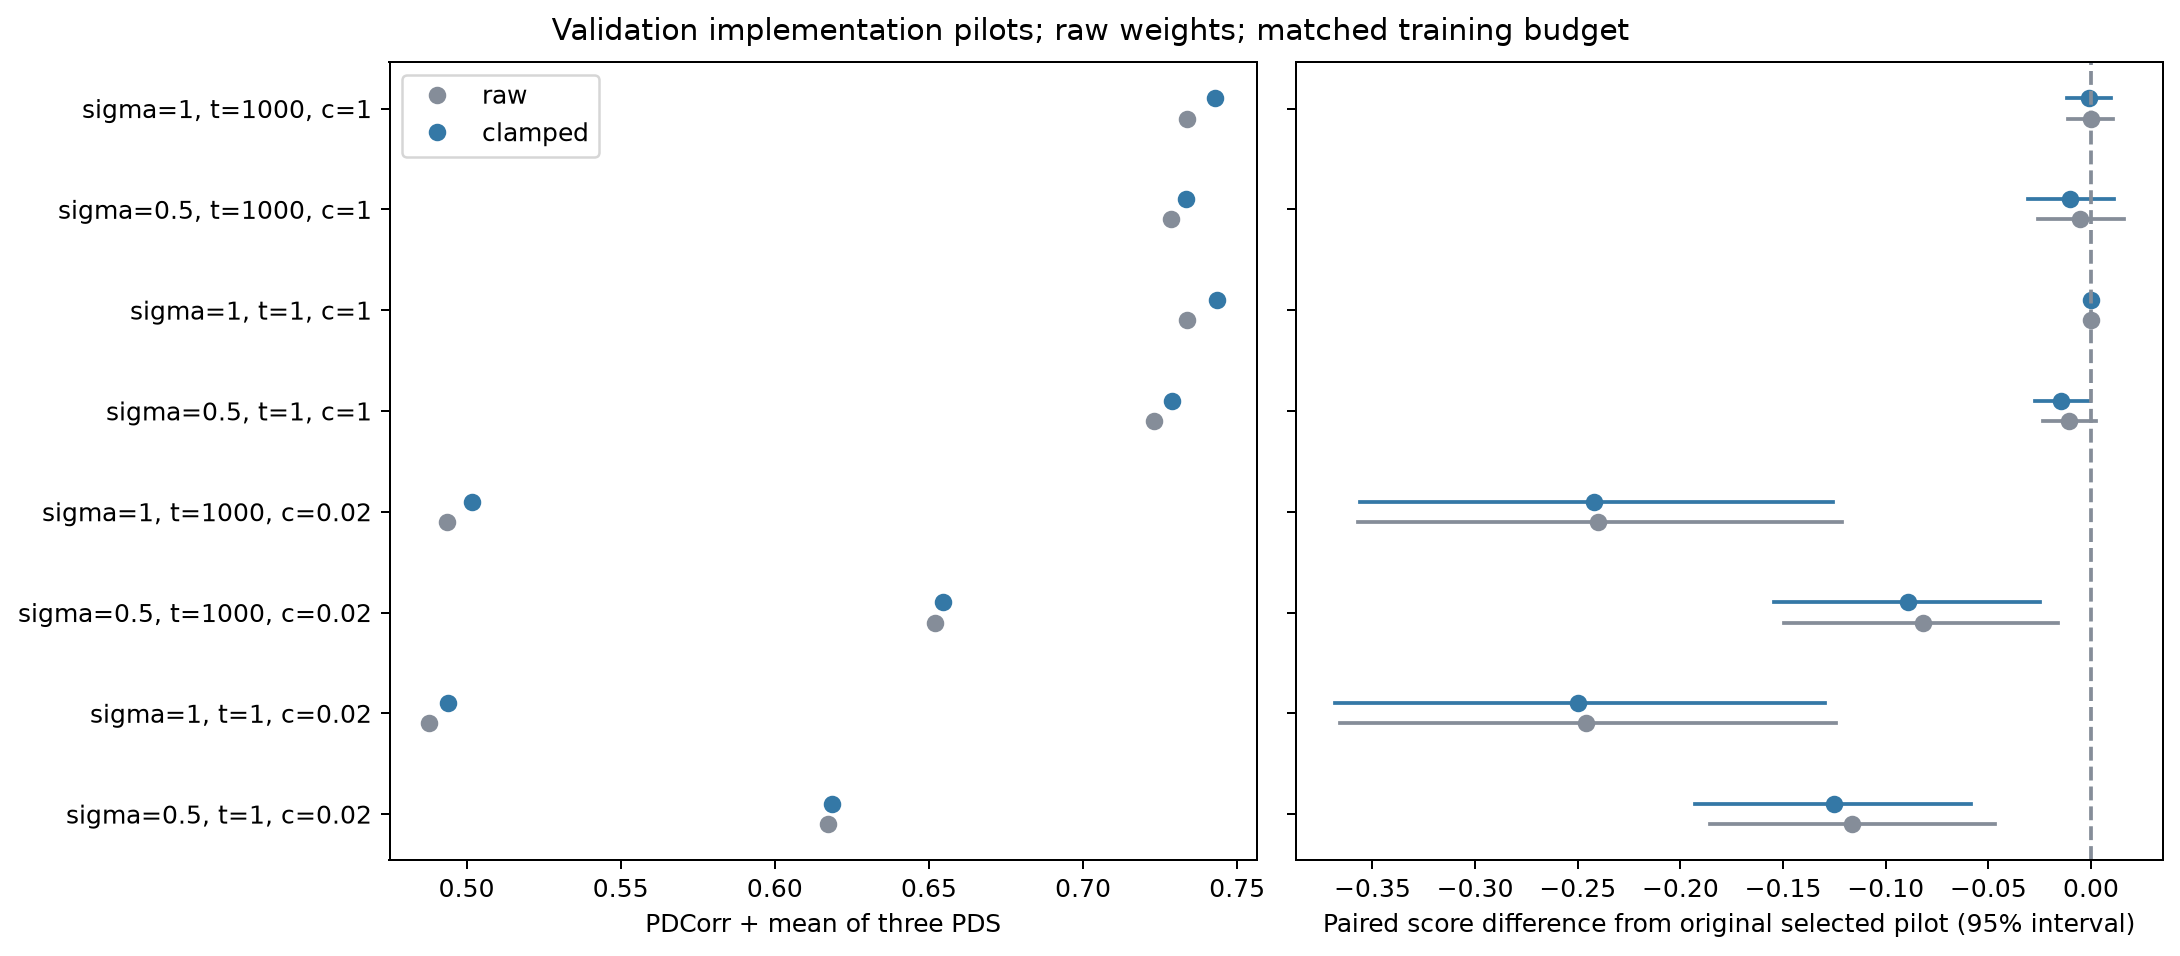 Validation implementation pilots; raw weights; matched training budget
raw
clamped
sigma=1, t=1000, c=1
sigma=0.5, t=1000, c=1
sigma=1, t=1, c=1
sigma=0.5, t=1, c=1
sigma=1, t=1000, c=0.02
sigma=0.5, t=1000, c=0.02
sigma=1, t=1, c=0.02
sigma=0.5, t=1, c=0.02
0.50 0.55 0.60 0.65 0.70 0.75
PDCorr + mean of three PDS
−0.35 −0.30 −0.25 −0.20 −0.15 −0.10 −0.05 0.00
Paired score difference from original selected pilot (95% interval)